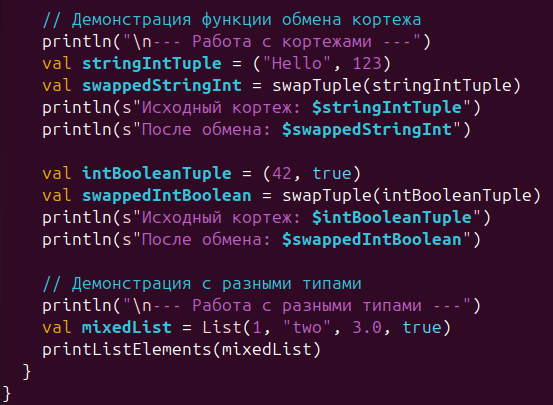 // Демонстрация функции обмена кортежа
println("\n--- Работа с кортежами ---")
val stringIntTuple = ("Hello", 123)
val swappedStringInt = swapTuple(stringIntTuple)
println(s"Исходный кортеж: $stringIntTuple")
println(s"После обмена: $swappedStringInt")
val intBooleanTuple = (42, true)
val swappedIntBoolean = swapTuple(intBooleanTuple)
println(s"Исходный кортеж: $intBooleanTuple")
println(s"После обмена: $swappedIntBoolean")
// Демонстрация с разными типами
println("\n--- Работа с разными типами ---")
val mixedList = List(1, "two", 3.0, true)
printListElements(mixedList)
}
}